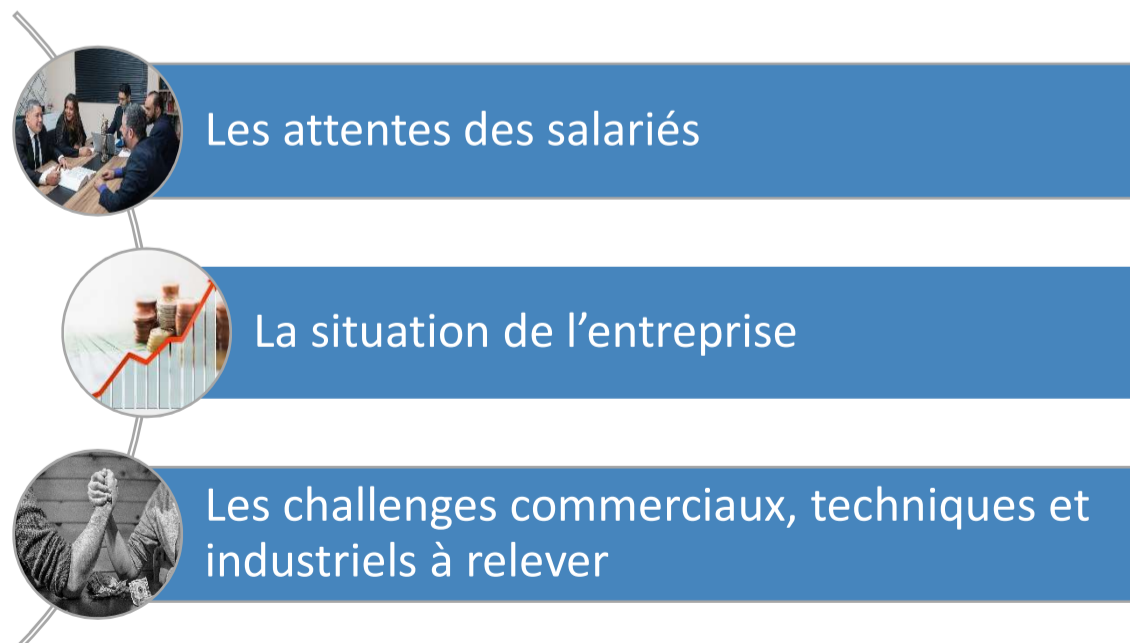 Les attentes des salariés
La situation de l’entreprise
Les challenges commerciaux, techniques et
industriels à relever